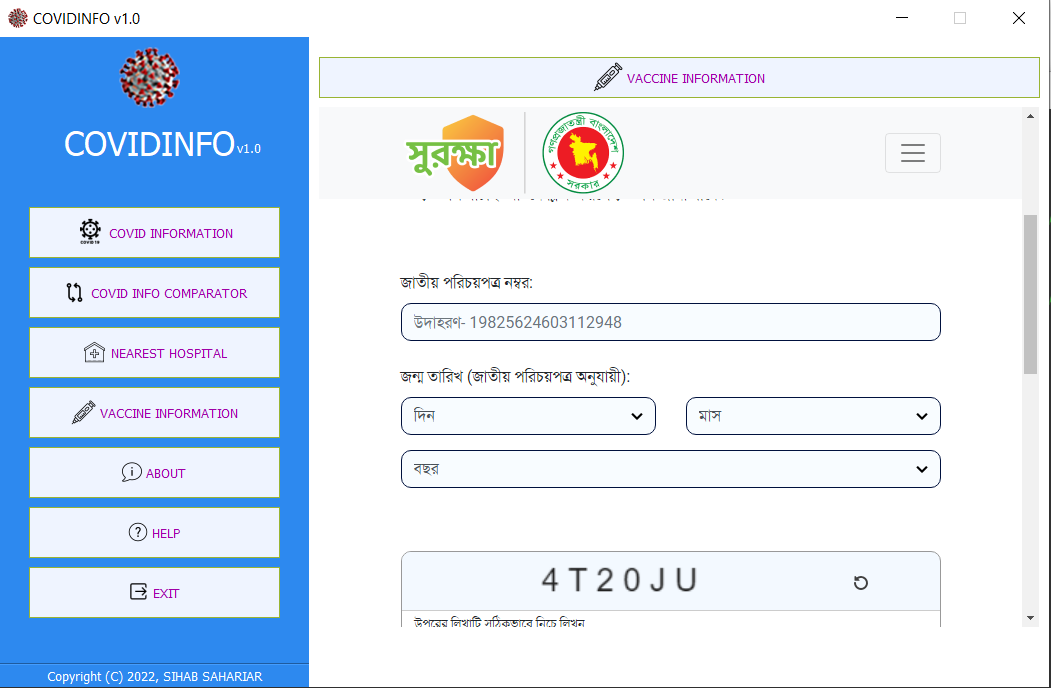 COVIDINFO v1.0
COVIDINFO v1.0
COVID-19
COVID INFORMATION
COVID INFO COMPARATOR
NEAREST HOSPITAL
VACCINE INFORMATION
ABOUT
HELP
EXIT
Copyright (C) 2022, SIHAB SAHARIAR
VACCINE INFORMATION
সুরক্ষা
গণপ্রজাতন্ত্রী বাংলাদেশ
সরকার
জাতীয় পরিচয়পত্র নম্বর:
উদাহরণ- 19825624603112948
জন্ম তারিখ (জাতীয় পরিচয়পত্র অনুযায়ী):
দিন
মাস
বছর
4T20JU
উপরের লিখাটি সঠিকভাবে নিচে লিখুন